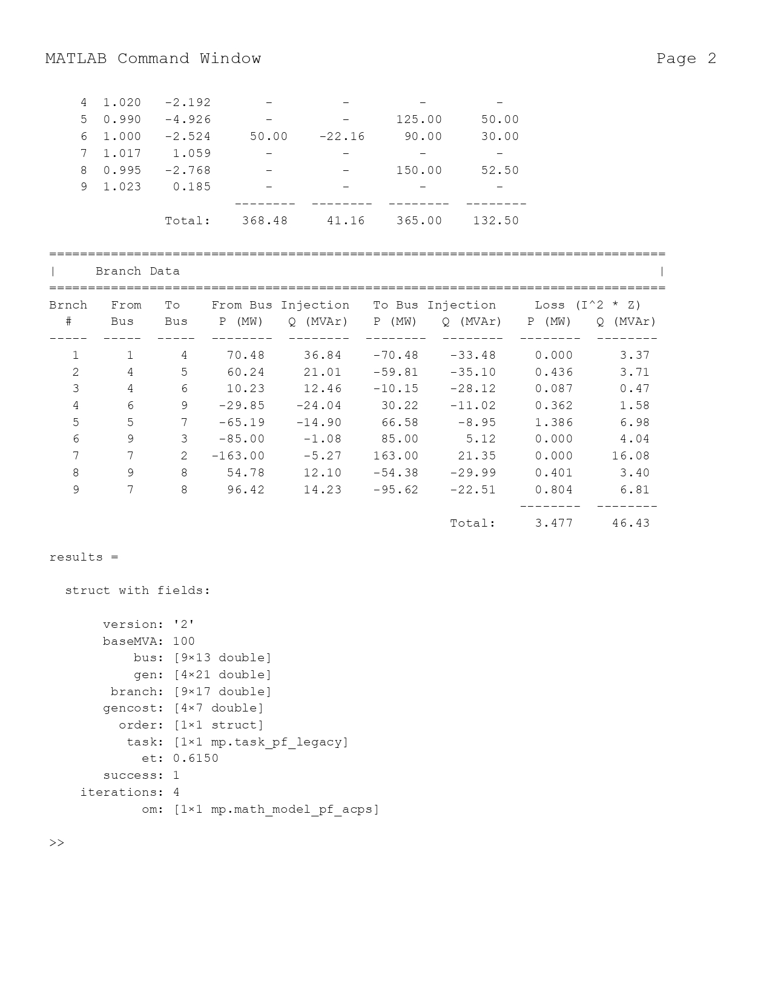 MATLAB Command Window Page 2
4 1.020 -2.192 - - - -
5 0.990 -4.926 - - 125.00 50.00
6 1.000 -2.524 50.00 -22.16 90.00 30.00
7 1.017 1.059 - - - -
8 0.995 -2.768 - - 150.00 52.50
9 1.023 0.185 - - - -
-------- -------- -------- --------
Total: 368.48 41.16 365.00 132.50
================================================================================
| Branch Data |
================================================================================
Brnch From To From Bus Injection To Bus Injection Loss (I^2 * Z)
# Bus Bus P (MW) Q (MVAr) P (MW) Q (MVAr) P (MW) Q (MVAr)
----- ----- ----- -------- -------- -------- -------- -------- --------
1 1 4 70.48 36.84 -70.48 -33.48 0.000 3.37
2 4 5 60.24 21.01 -59.81 -35.10 0.436 3.71
3 4 6 10.23 12.46 -10.15 -28.12 0.087 0.47
4 6 9 -29.85 -24.04 30.22 -11.02 0.362 1.58
5 5 7 -65.19 -14.90 66.58 -8.95 1.386 6.98
6 9 3 -85.00 -1.08 85.00 5.12 0.000 4.04
7 7 2 -163.00 -5.27 163.00 21.35 0.000 16.08
8 9 8 54.78 12.10 -54.38 -29.99 0.401 3.40
9 7 8 96.42 14.23 -95.62 -22.51 0.804 6.81
-------- --------
Total: 3.477 46.43
results =
struct with fields:
version: '2'
baseMVA: 100
bus: [9×13 double]
gen: [4×21 double]
branch: [9×17 double]
gencost: [4×7 double]
order: [1×1 struct]
task: [1×1 mp.task_pf_legacy]
et: 0.6150
success: 1
iterations: 4
om: [1×1 mp.math_model_pf_acps]
>>